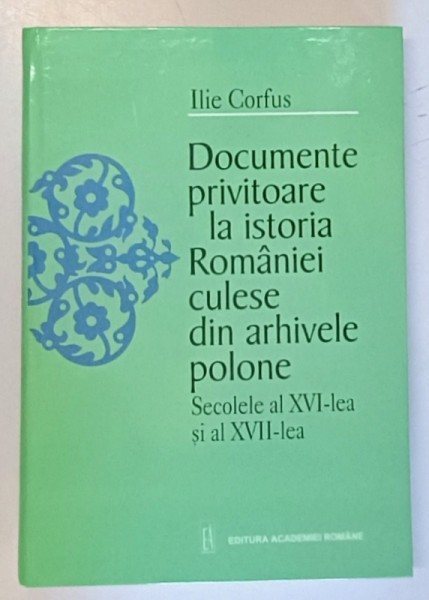 Ilie Corfus
Documente
privitoare
la istoria
României
culese
din arhivele
polone
Secolele al XVI-lea
și al XVII-lea
EDITURA ACADEMIEI ROMÂNE